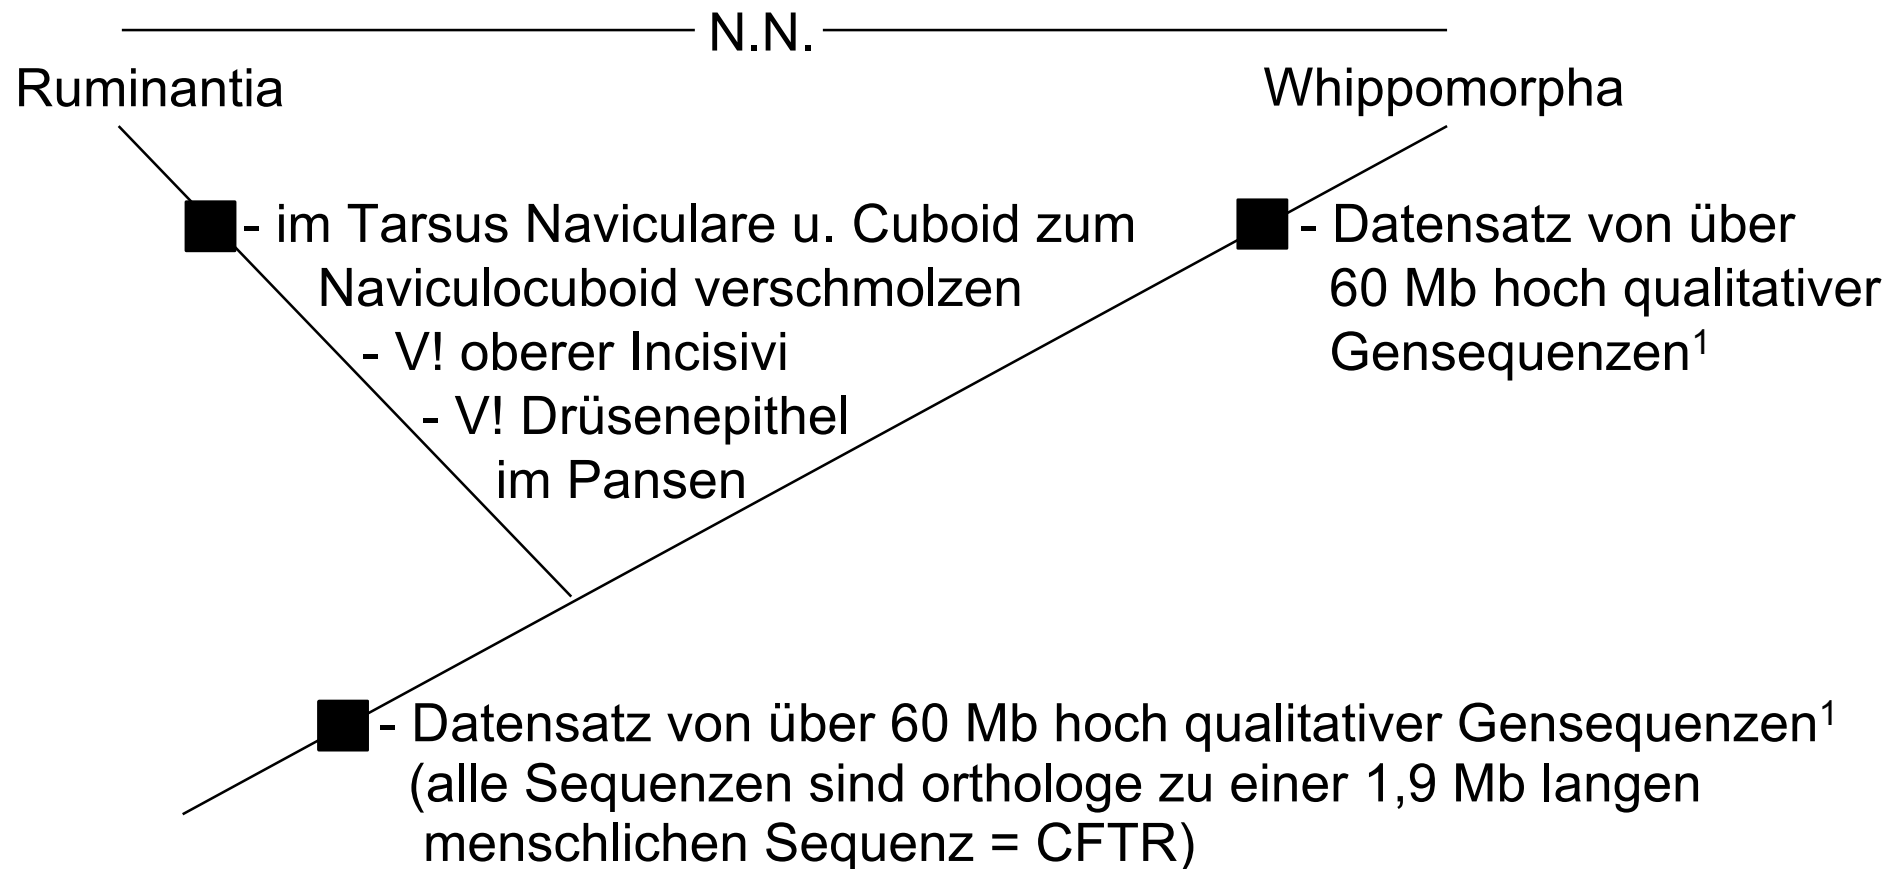 N.N.
Ruminantia
Whippomorpha
- im Tarsus Naviculare u. Cuboid zum
Naviculocuboid verschmolzen
- V! oberer Incisivi
- V! Drüsenepithel
im Pansen
- Datensatz von über
60 Mb hoch qualitativer
Gensequenzen¹
- Datensatz von über 60 Mb hoch qualitativer Gensequenzen¹
(alle Sequenzen sind orthologe zu einer 1,9 Mb langen
menschlichen Sequenz = CFTR)